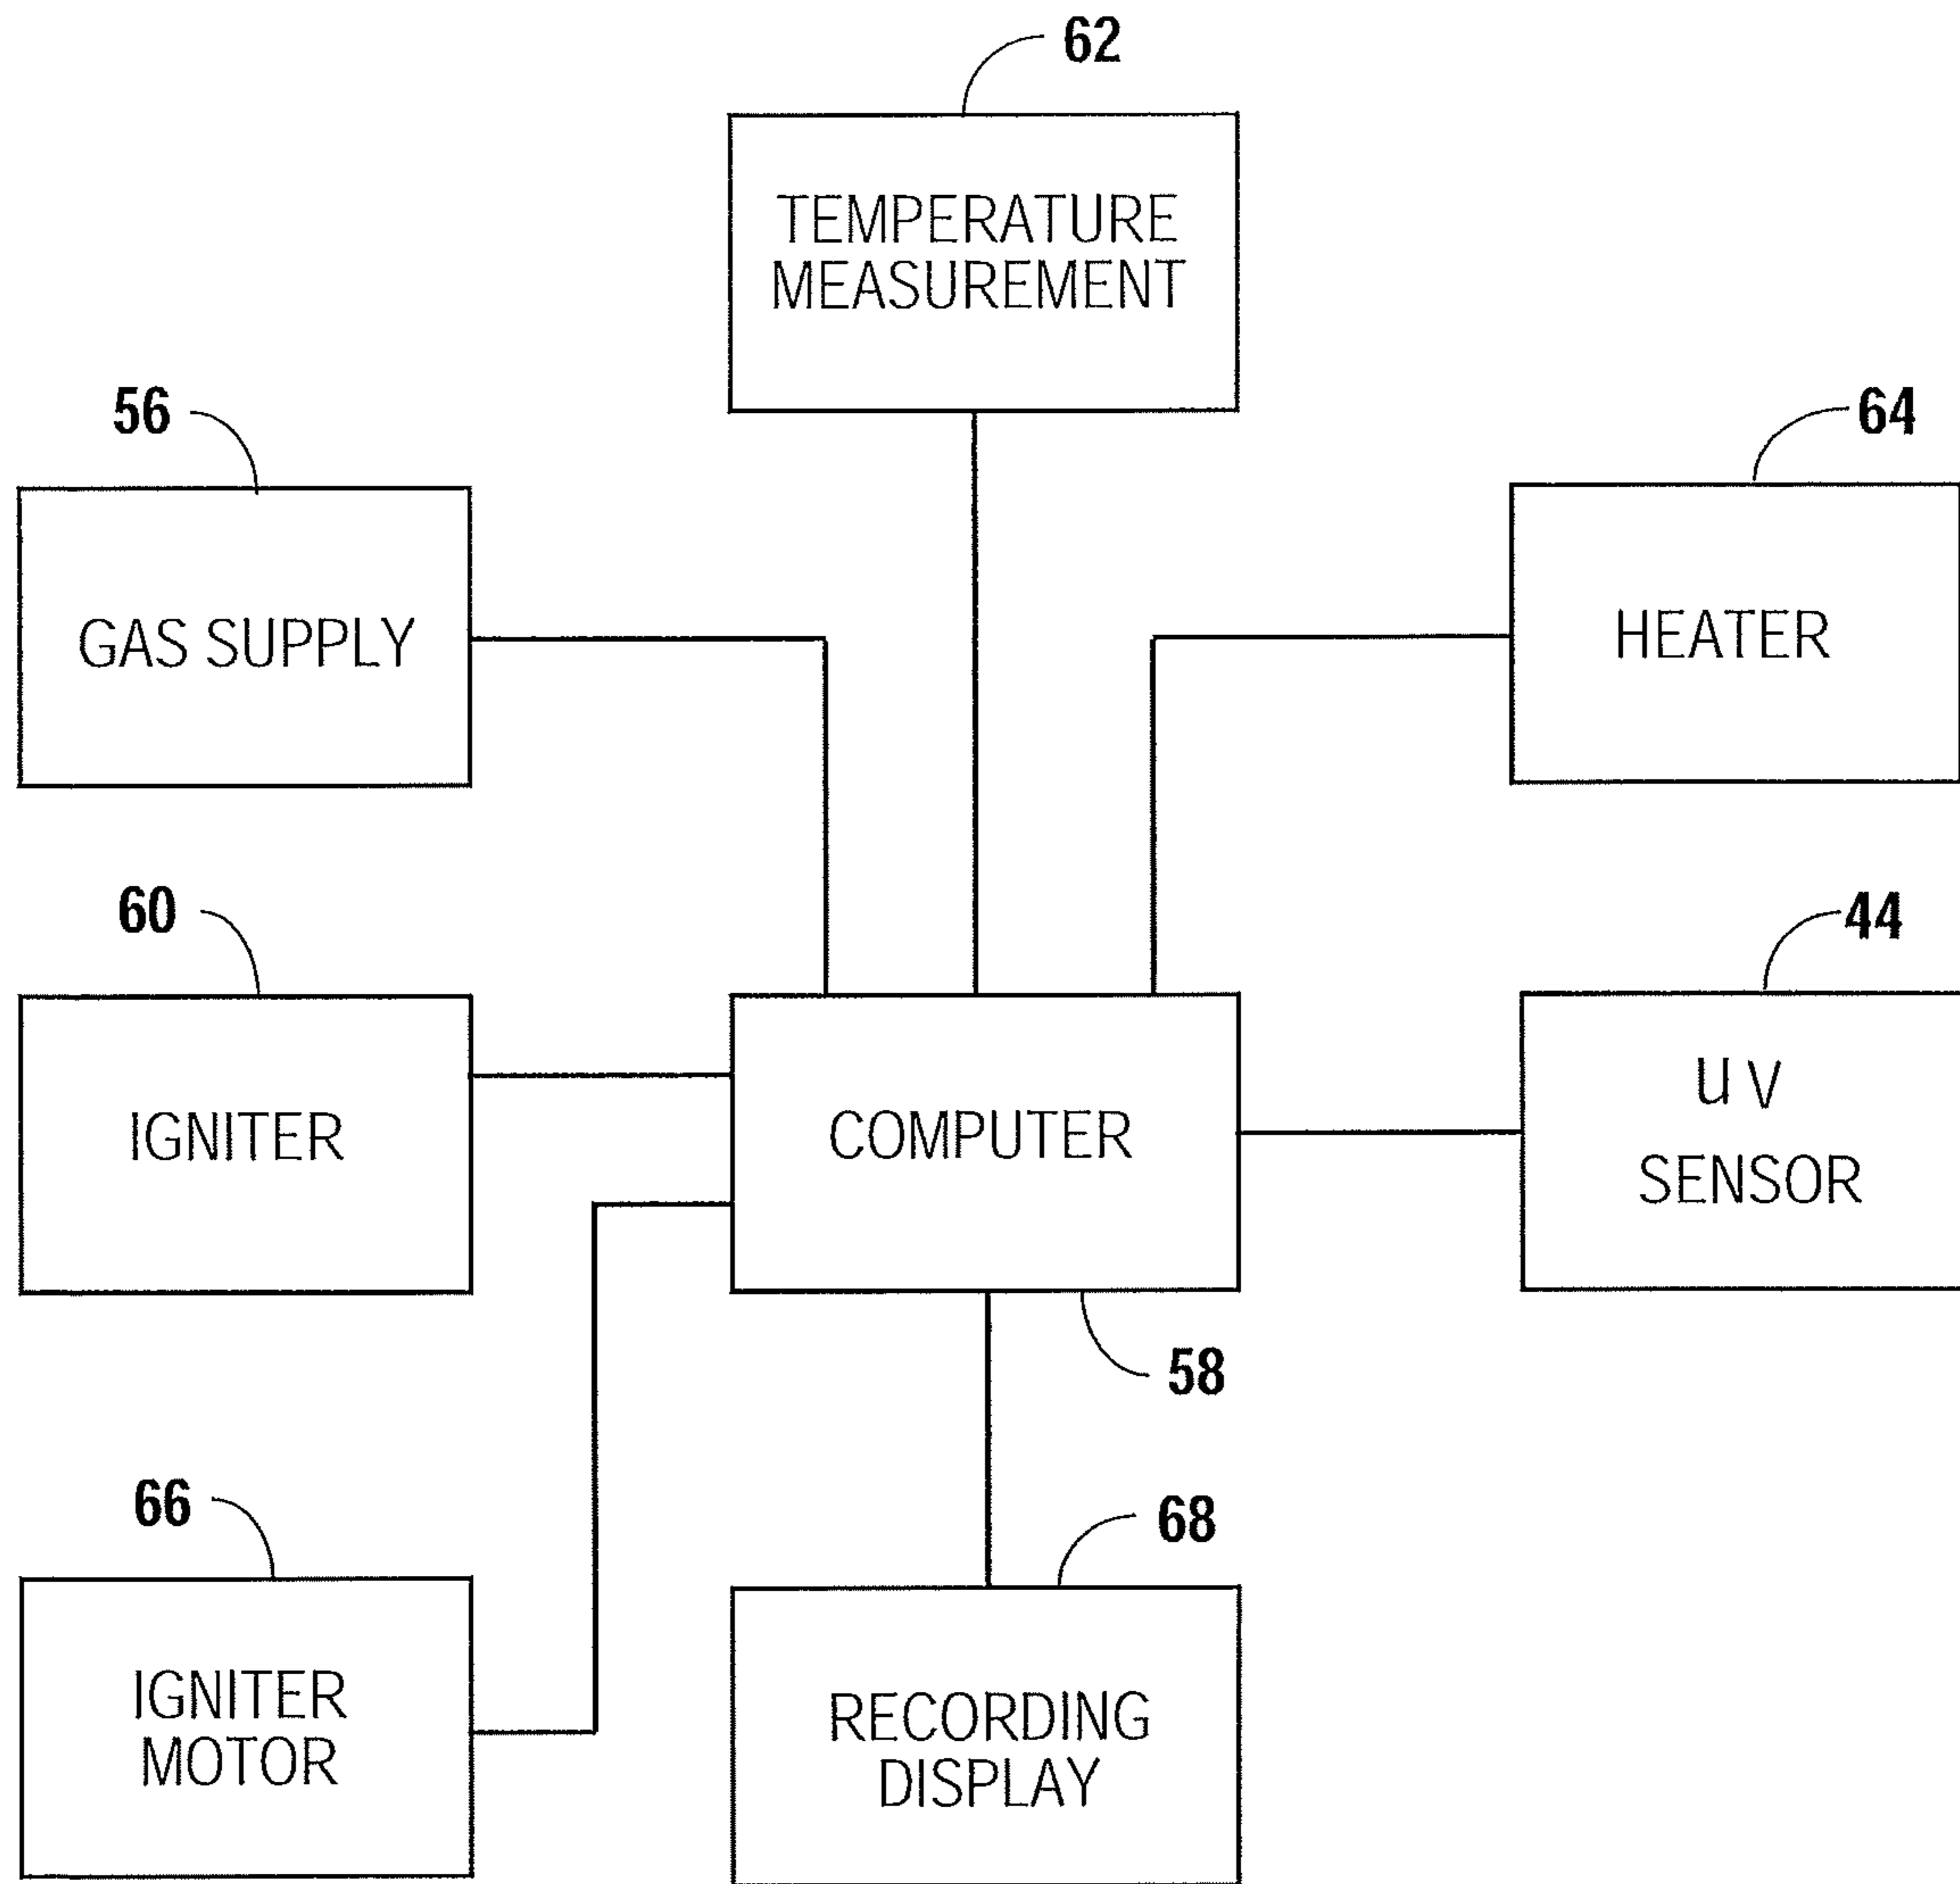 62
TEMPERATURE
MEASUREMENT
56
64
GAS SUPPLY
HEATER
60
44
IGNITER
COMPUTER
U V
SENSOR
58
66
68
IGNITER
MOTOR
RECORDING
DISPLAY